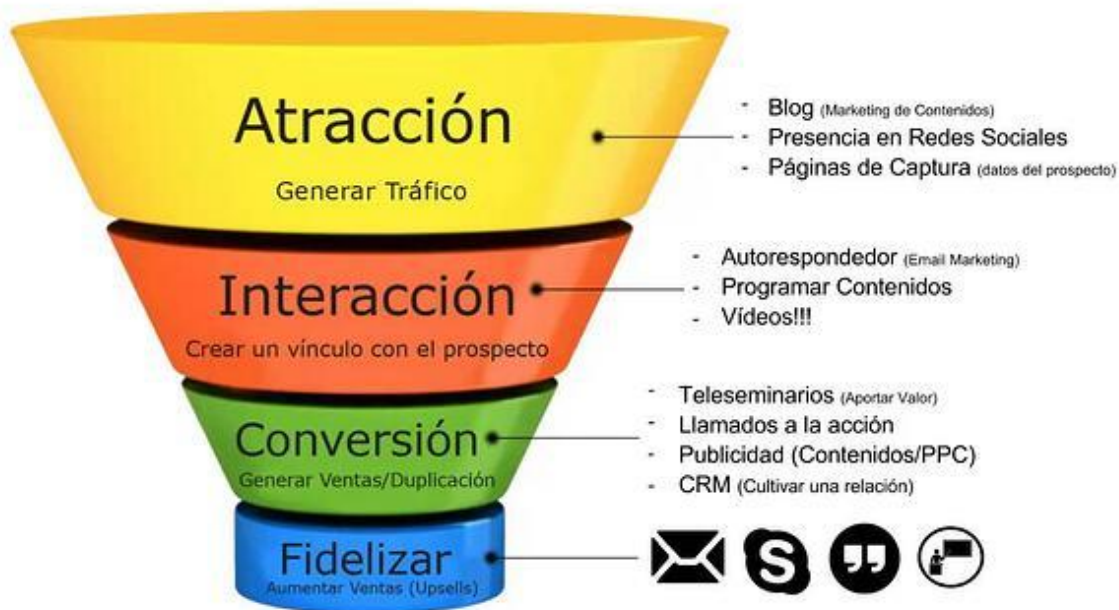 Atracción
Generar Tráfico
- Blog (Marketing de Contenidos)
- Presencia en Redes Sociales
- Páginas de Captura (datos del prospecto)
Interacción
Crear un vínculo con el prospecto
- Autorespondedor (Email Marketing)
- Programar Contenidos
- Vídeos!!!
Conversión
Generar Ventas/Duplicación
- Teleseminarios (Aportar Valor)
- Llamados a la acción
- Publicidad (Contenidos/PPC)
- CRM (Cultivar una relación)
Fidelizar
Aumentar Ventas (Upsells)